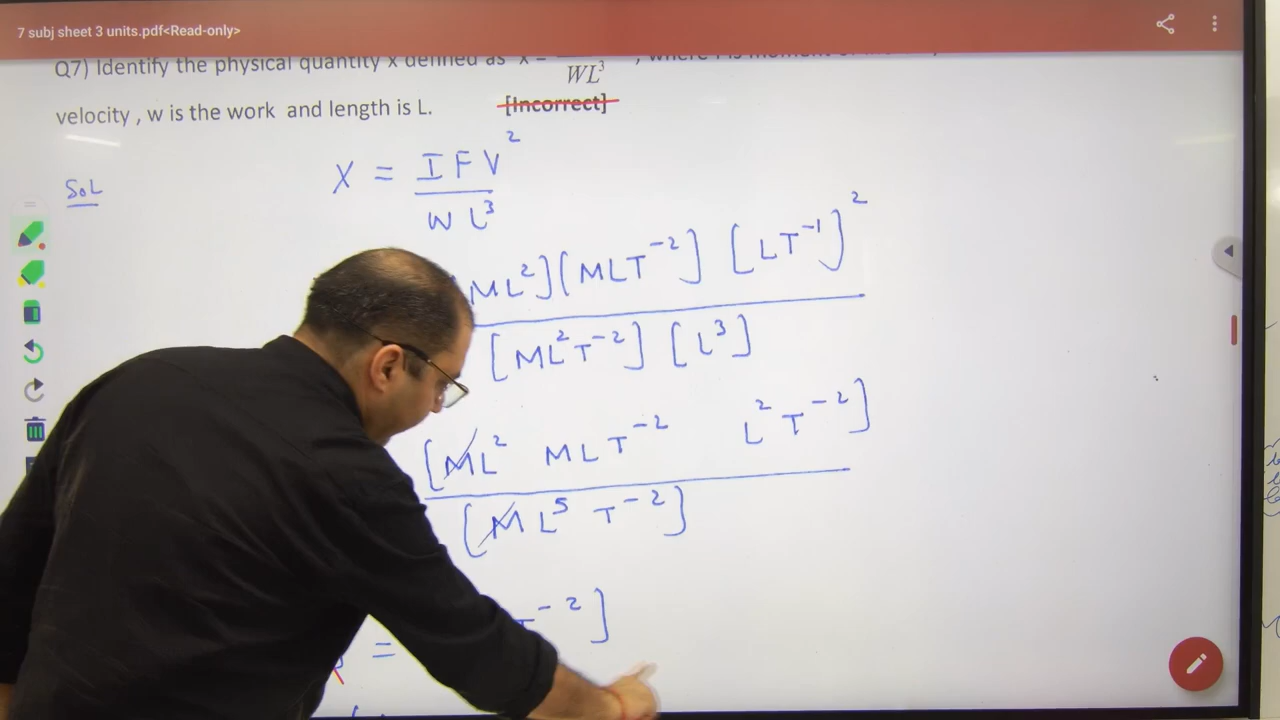 7 subj sheet 3 units.pdf<Read-only>
Q7) Identify the physical quantity x defined as x =
WL³
velocity , w is the work and length is L. [Incorrect]
SOL
X = IFV²
WL³
ML²][MLT⁻²] [LT⁻¹]²
[ML²T⁻²] [L³]
[ML² MLT⁻² L²T⁻²]
[ML⁵ T⁻²]
= T⁻²]